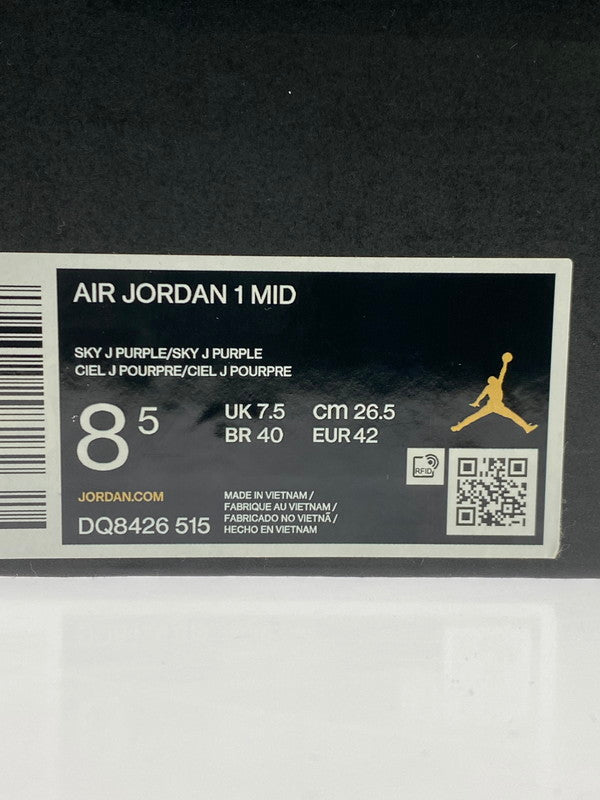 AIR JORDAN 1 MID
SKY J PURPLE/SKY J PURPLE
CIEL J POURPRE/CIEL J POURPRE
8 5
UK 7.5 cm 26.5
BR 40 EUR 42
RFID
JORDAN.COM
DQ8426 515
MADE IN VIETNAM /
FABRIQUE AU VIETNAM /
FABRICADO NO VIETNÃ /
HECHO EN VIETNAM